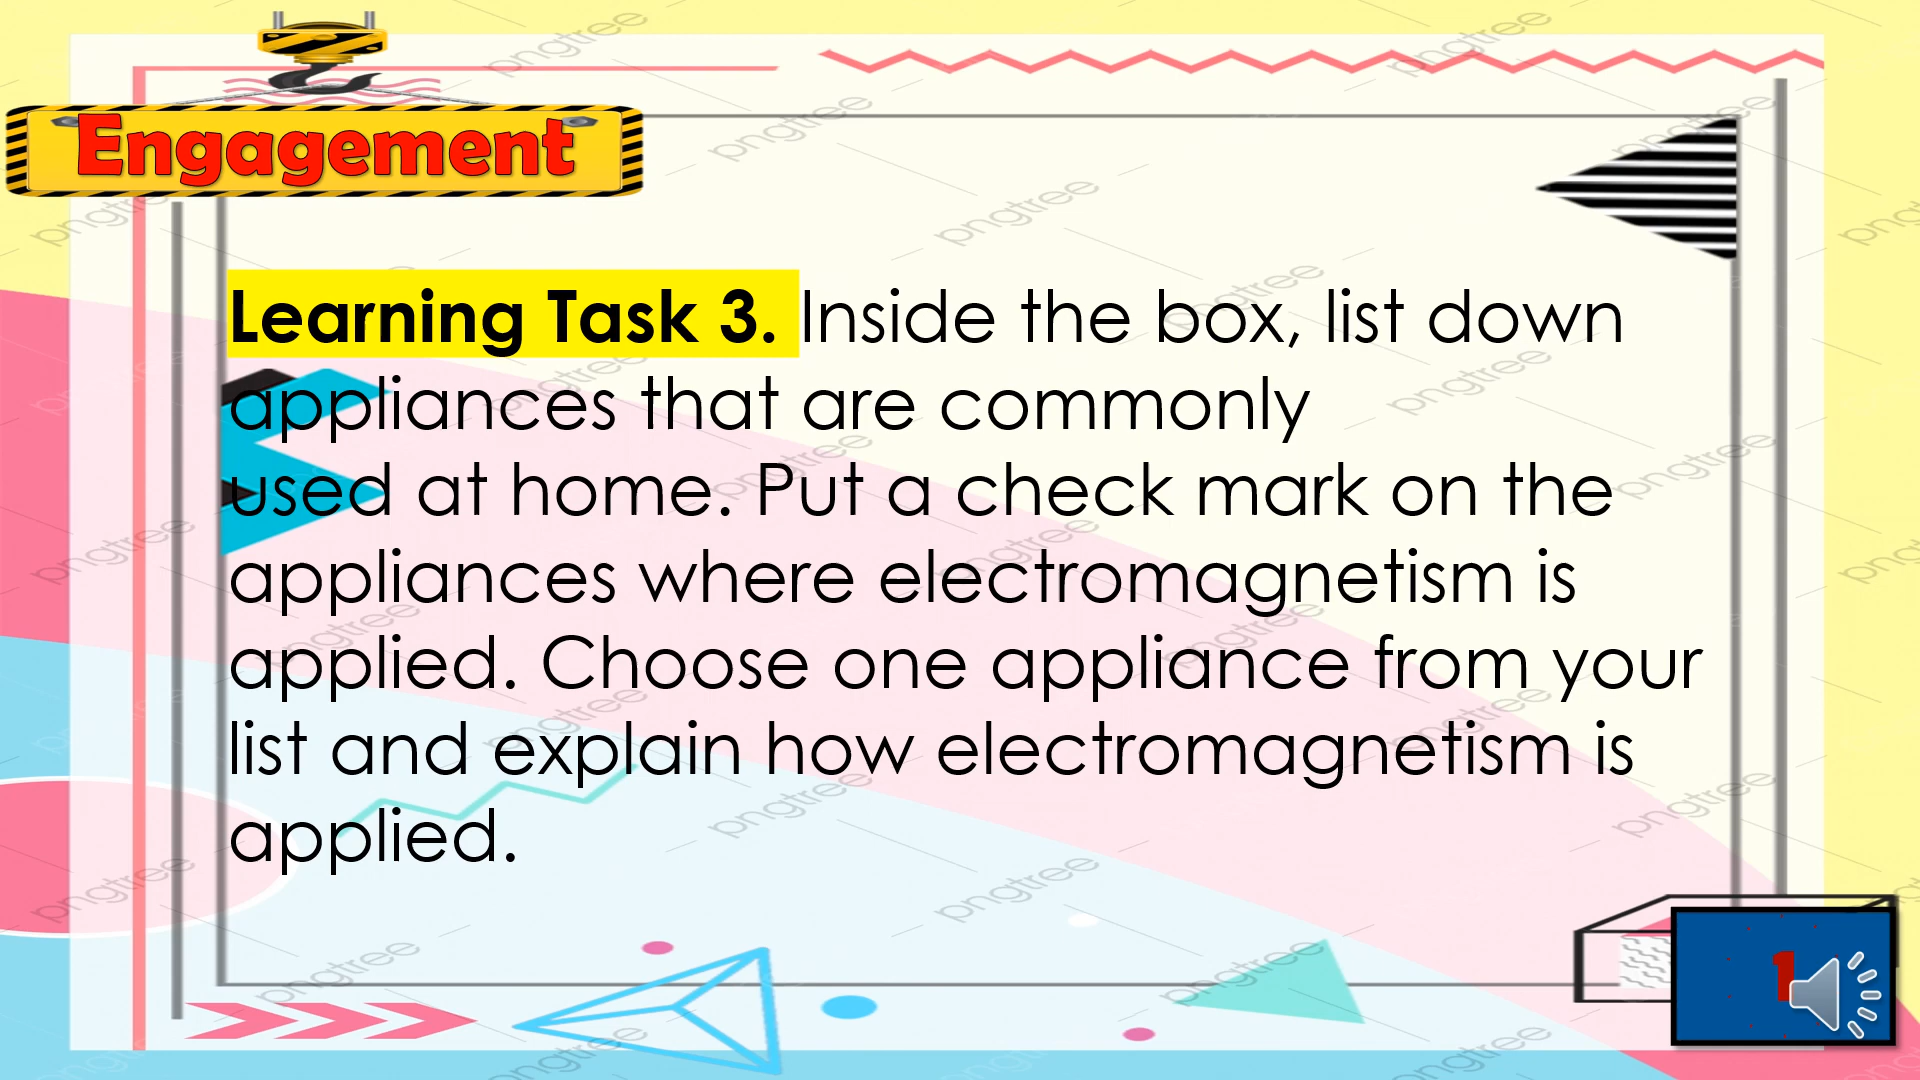 Engagement
Learning Task 3. Inside the box, list down
appliances that are commonly
used at home. Put a check mark on the
appliances where electromagnetism is
applied. Choose one appliance from your
list and explain how electromagnetism is
applied.
1
pngtree